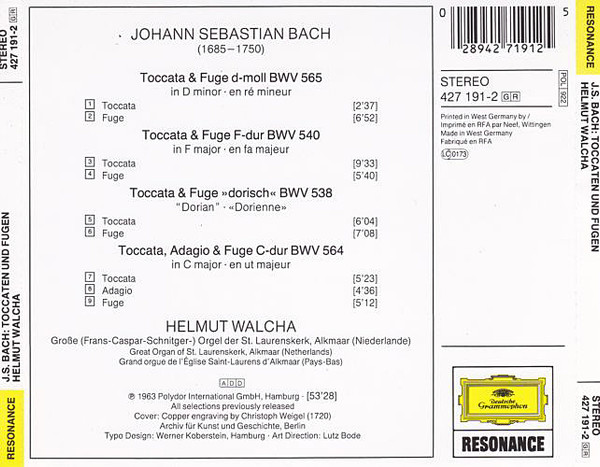 STEREO
427 191-2 GR
RESONANCE
J.S. BACH: TOCCATEN UND FUGEN
HELMUT WALCHA
JOHANN SEBASTIAN BACH
(1685–1750)
Toccata & Fuge d-moll BWV 565
in D minor · en ré mineur
1 Toccata [2'37]
2 Fuge [6'52]
Toccata & Fuge F-dur BWV 540
in F major · en fa majeur
3 Toccata [9'33]
4 Fuge [5'40]
Toccata & Fuge »dorisch« BWV 538
"Dorian" · «Dorienne»
5 Toccata [6'04]
6 Fuge [7'08]
Toccata, Adagio & Fuge C-dur BWV 564
in C major · en ut majeur
7 Toccata [5'23]
8 Adagio [4'36]
9 Fuge [5'12]
HELMUT WALCHA
Große (Frans-Caspar-Schnitger-) Orgel der St. Laurenskerk, Alkmaar (Niederlande)
Great Organ of St. Laurenskerk, Alkmaar (Netherlands)
Grand orgue de l'Église Saint-Laurens d'Alkmaar (Pays-Bas)
ADD
℗ 1963 Polydor International GmbH, Hamburg · [53'28]
All selections previously released
Cover: Copper engraving by Christoph Weigel (1720)
Archiv für Kunst und Geschichte, Berlin
Typo Design: Werner Koberstein, Hamburg · Art Direction: Lutz Bode
0 28942 71912 5
STEREO
427 191-2 GR
POL 922
Printed in West Germany by /
Imprimé en RFA par Neef, Wittingen
Made in West Germany
Fabriqué en RFA
LC 0173
Deutsche
Grammophon
RESONANCE
RESONANCE
J.S. BACH: TOCCATEN UND FUGEN
HELMUT WALCHA
STEREO
427 191-2 GR